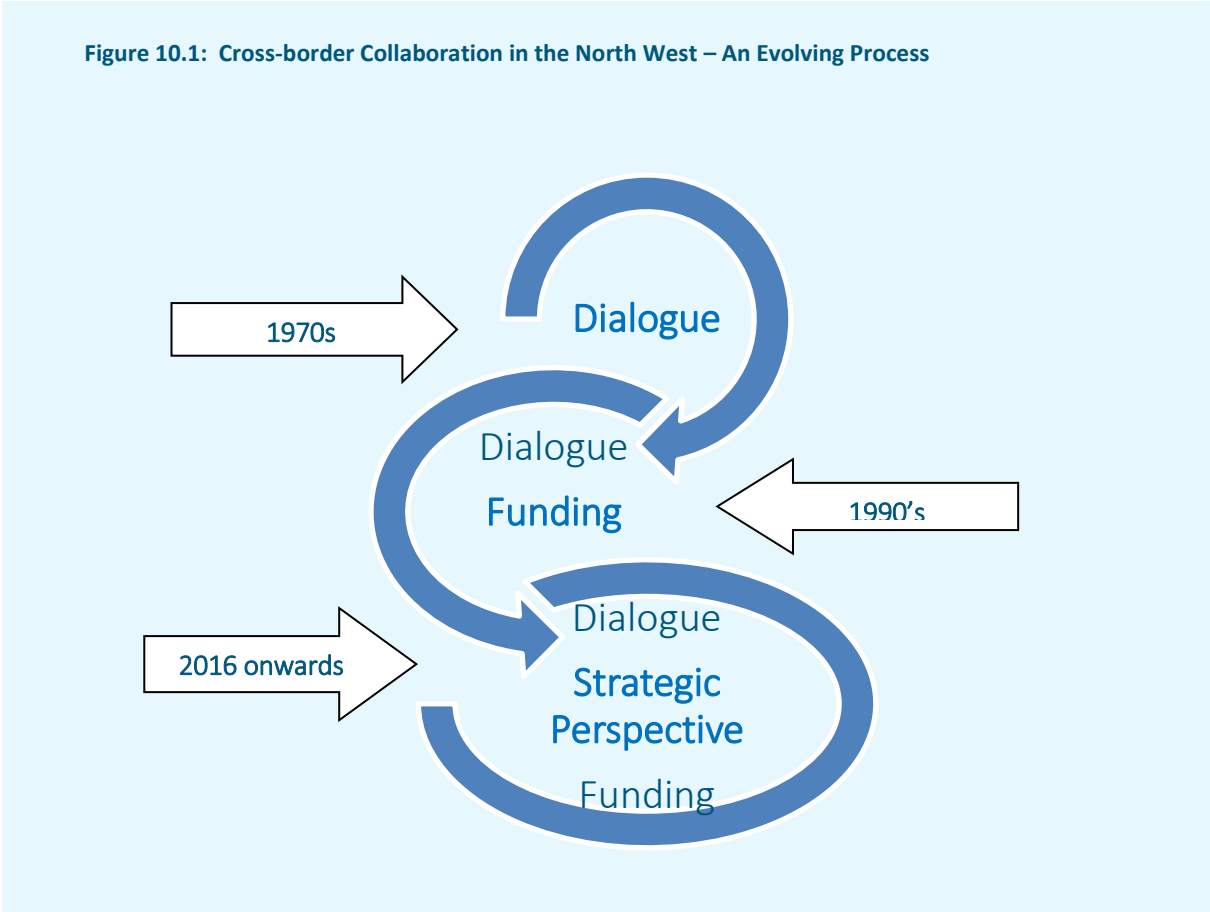 Figure 10.1:  Cross-border Collaboration in the North West – An Evolving Process
Dialogue
1970s
Dialogue
Funding
1990’s
Dialogue
2016 onwards
Strategic
Perspective
Funding